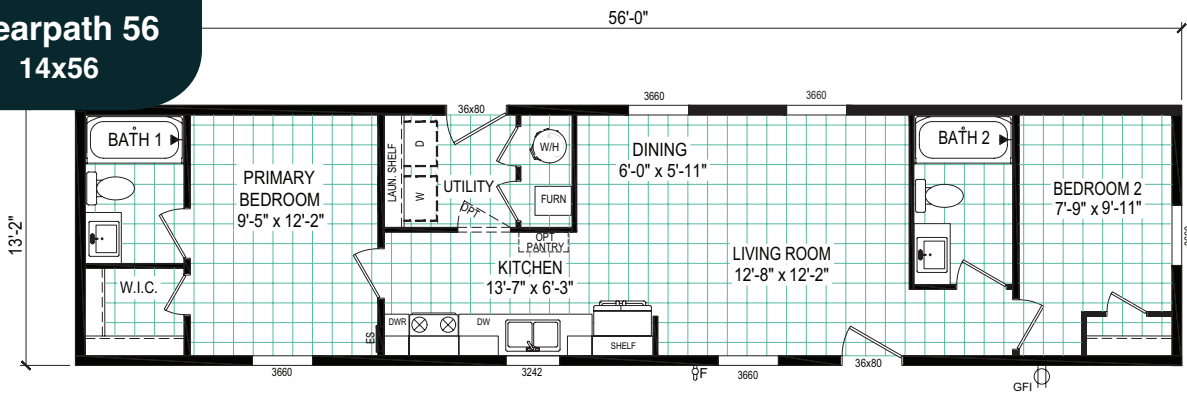 earpath 56
14x56
56'-0"
13'-2"
36x80
3660
3660
BATH 1
PRIMARY
BEDROOM
9'-5" x 12'-2"
W.I.C.
LAUN. SHELF
D
W
UTILITY
OPT
W/H
FURN
OPT
PANTRY
DINING
6'-0" x 5'-11"
KITCHEN
13'-7" x 6'-3"
LIVING ROOM
12'-8" x 12'-2"
BATH 2
BEDROOM 2
7'-9" x 9'-11"
DWR
DW
SHELF
ES
3660
3242
F
3660
36x80
GFI